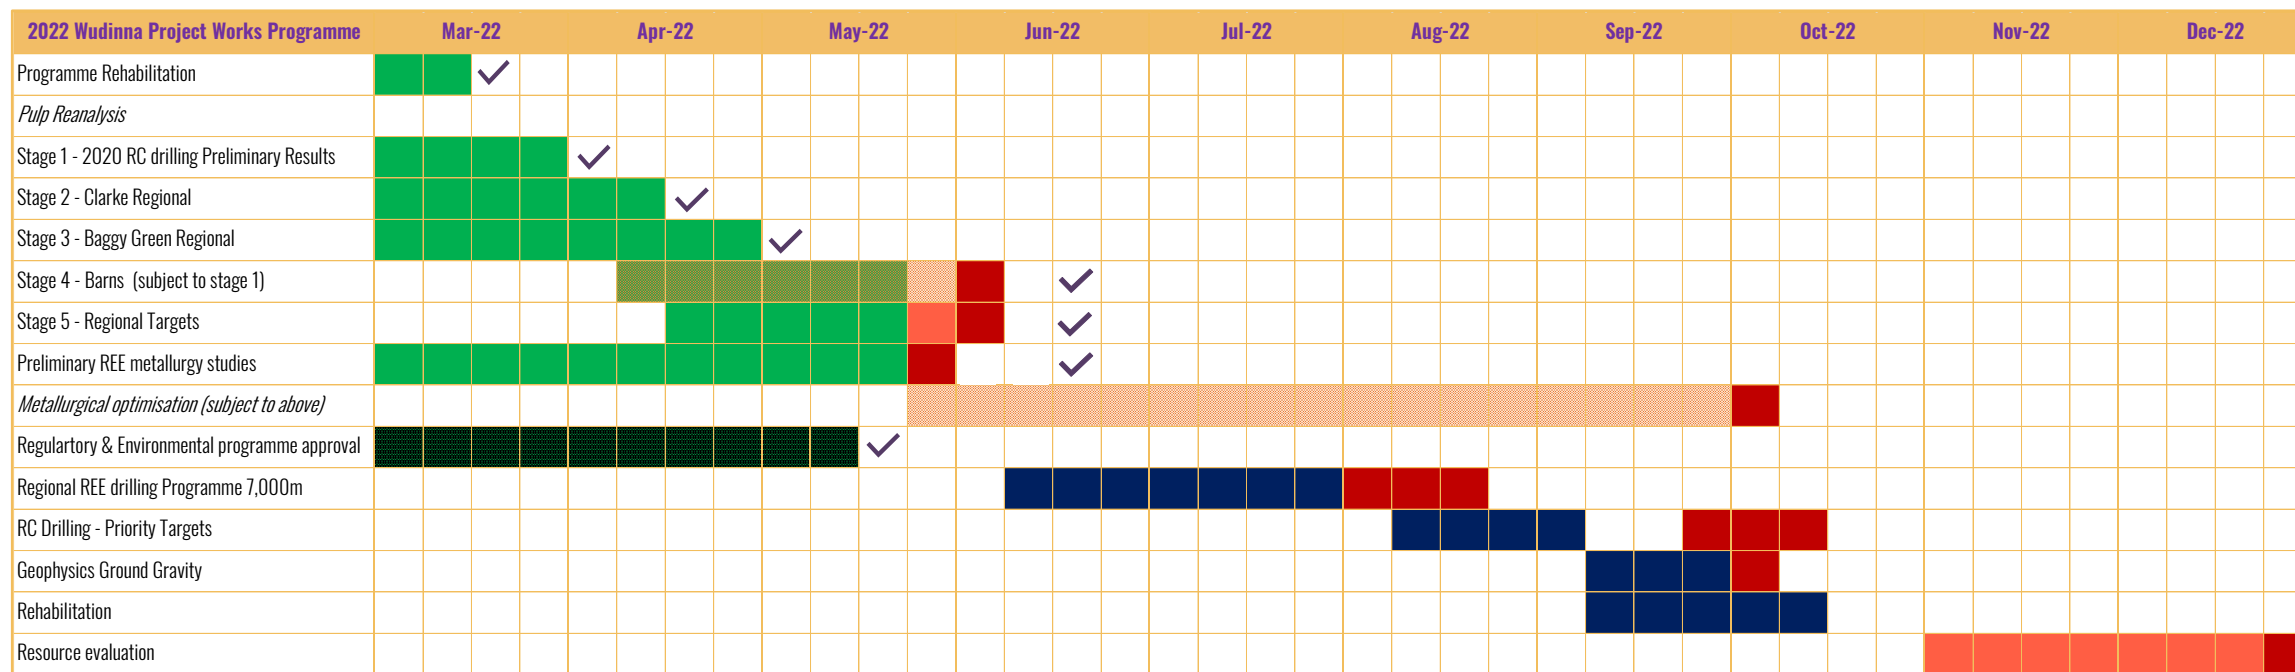 2022 Wudinna Project Works Programme Mar-22 Apr-22 May-22 Jun-22 Jul-22 Aug-22 Sep-22 Oct-22 Nov-22 Dec-22
Programme Rehabilitation
Pulp Reanalysis
Stage 1 - 2020 RC drilling Preliminary Results
Stage 2 - Clarke Regional
Stage 3 - Baggy Green Regional
Stage 4 - Barns (subject to stage 1)
Stage 5 - Regional Targets
Preliminary REE metallurgy studies
Metallurgical optimisation (subject to above)
Regulartory & Environmental programme approval
Regional REE drilling Programme 7,000m
RC Drilling - Priority Targets
Geophysics Ground Gravity
Rehabilitation
Resource evaluation